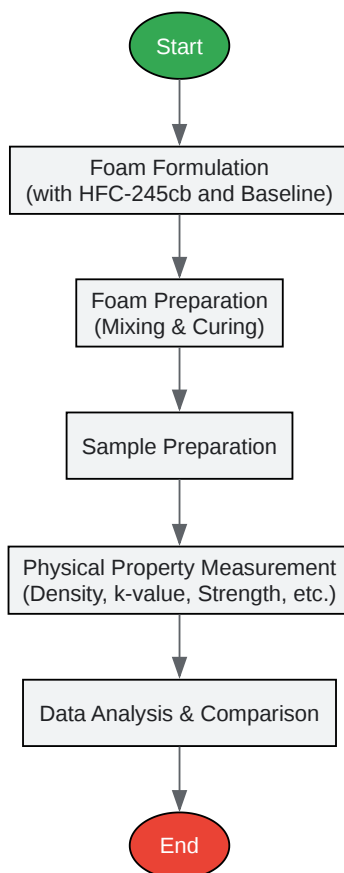 Start
Foam Formulation
(with HFC-245cb and Baseline)
Foam Preparation
(Mixing & Curing)
Sample Preparation
Physical Property Measurement
(Density, k-value, Strength, etc.)
Data Analysis & Comparison
End